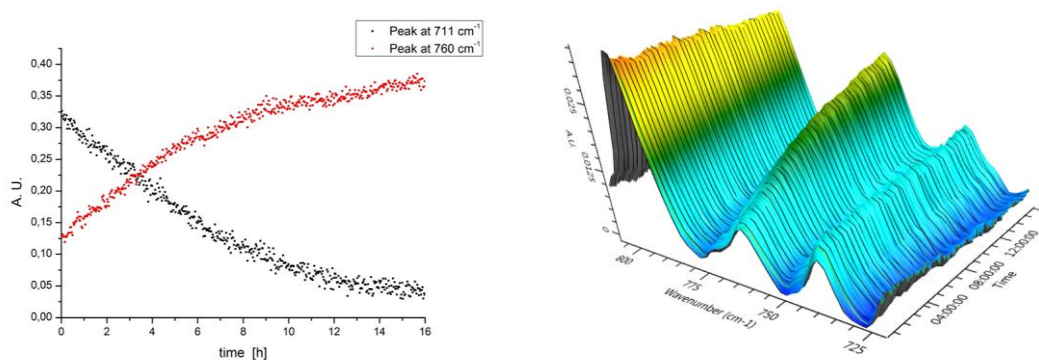 Peak at 711 cm⁻¹
Peak at 760 cm⁻¹
0,40
0,35
0,30
0,25
0,20
0,15
0,10
0,05
0,00
A. U.
0 2 4 6 8 10 12 14 16
time [h]
0.025
0.0125
0
A.U.
800
775
750
725
Wavenumber (cm-1)
04:00:00
08:00:00
12:00:00
Time